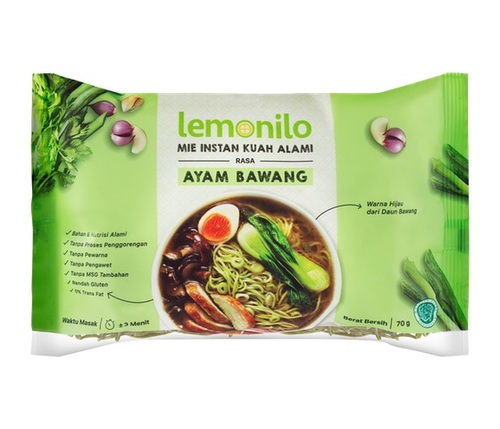 lemonilo
MIE INSTAN KUAH ALAMI
RASA
AYAM BAWANG
Warna Hijau
dari Daun Bawang
✓ Bahan & Nutrisi Alami
✓ Tanpa Proses Penggorengan
✓ Tanpa Pewarna
✓ Tanpa Pengawet
✓ Tanpa MSG Tambahan
✓ Rendah Gluten
Trans Fat
Waktu Masak
± 3 Menit
Berat Bersih
70 g